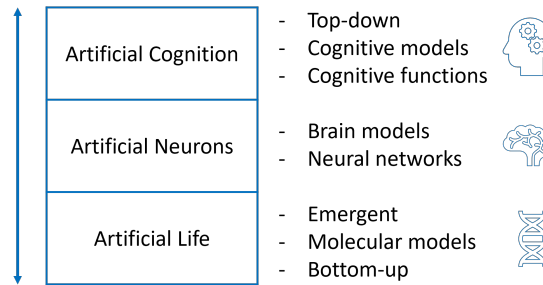 Artificial Cognition
- Top-down
- Cognitive models
- Cognitive functions
Artificial Neurons
- Brain models
- Neural networks
Artificial Life
- Emergent
- Molecular models
- Bottom-up